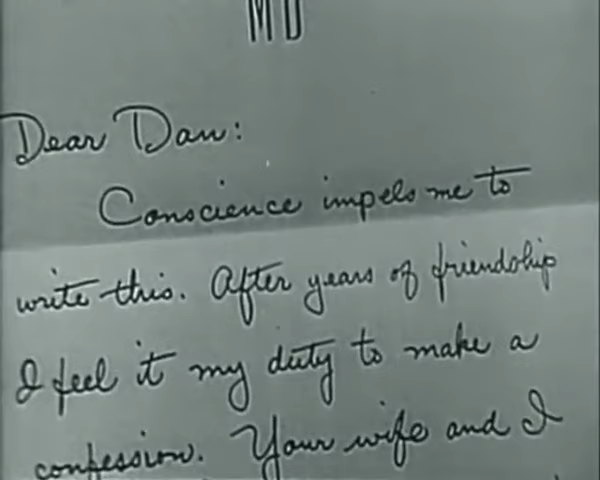 MD
Dear Dan:
Conscience impels me to
write this. After years of friendship
I feel it my duty to make a
confession. Your wife and I